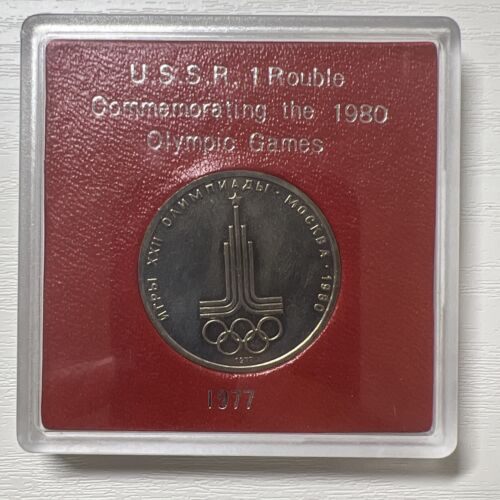 U.S.S.R. 1 Rouble
Commemorating the 1980
Olympic Games
ИГРЫ XXII ОЛИМПИАДЫ · МОСКВА · 1980
1977
1977